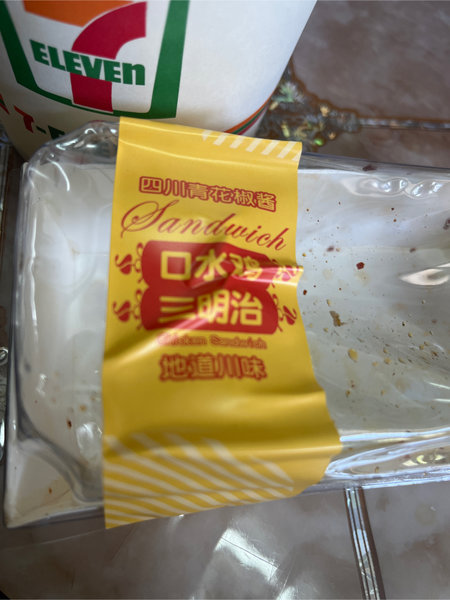 ELEVEn
四川青花椒酱
Sandwich
口水鸡
三明治
Chicken Sandwich
地道川味